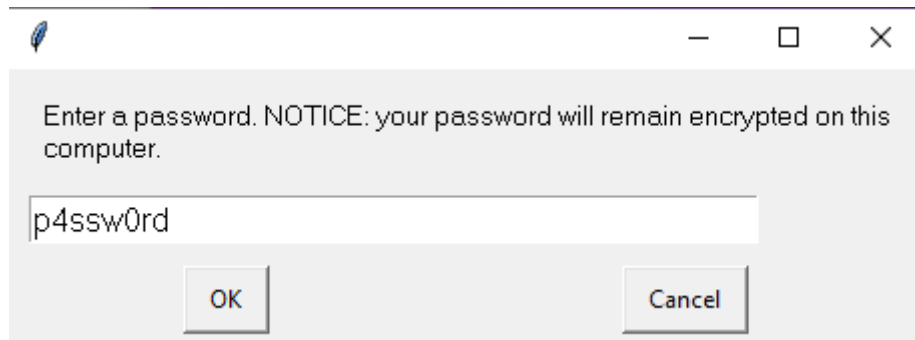 Enter a password. NOTICE: your password will remain encrypted on this
computer.
p4ssw0rd
OK
Cancel